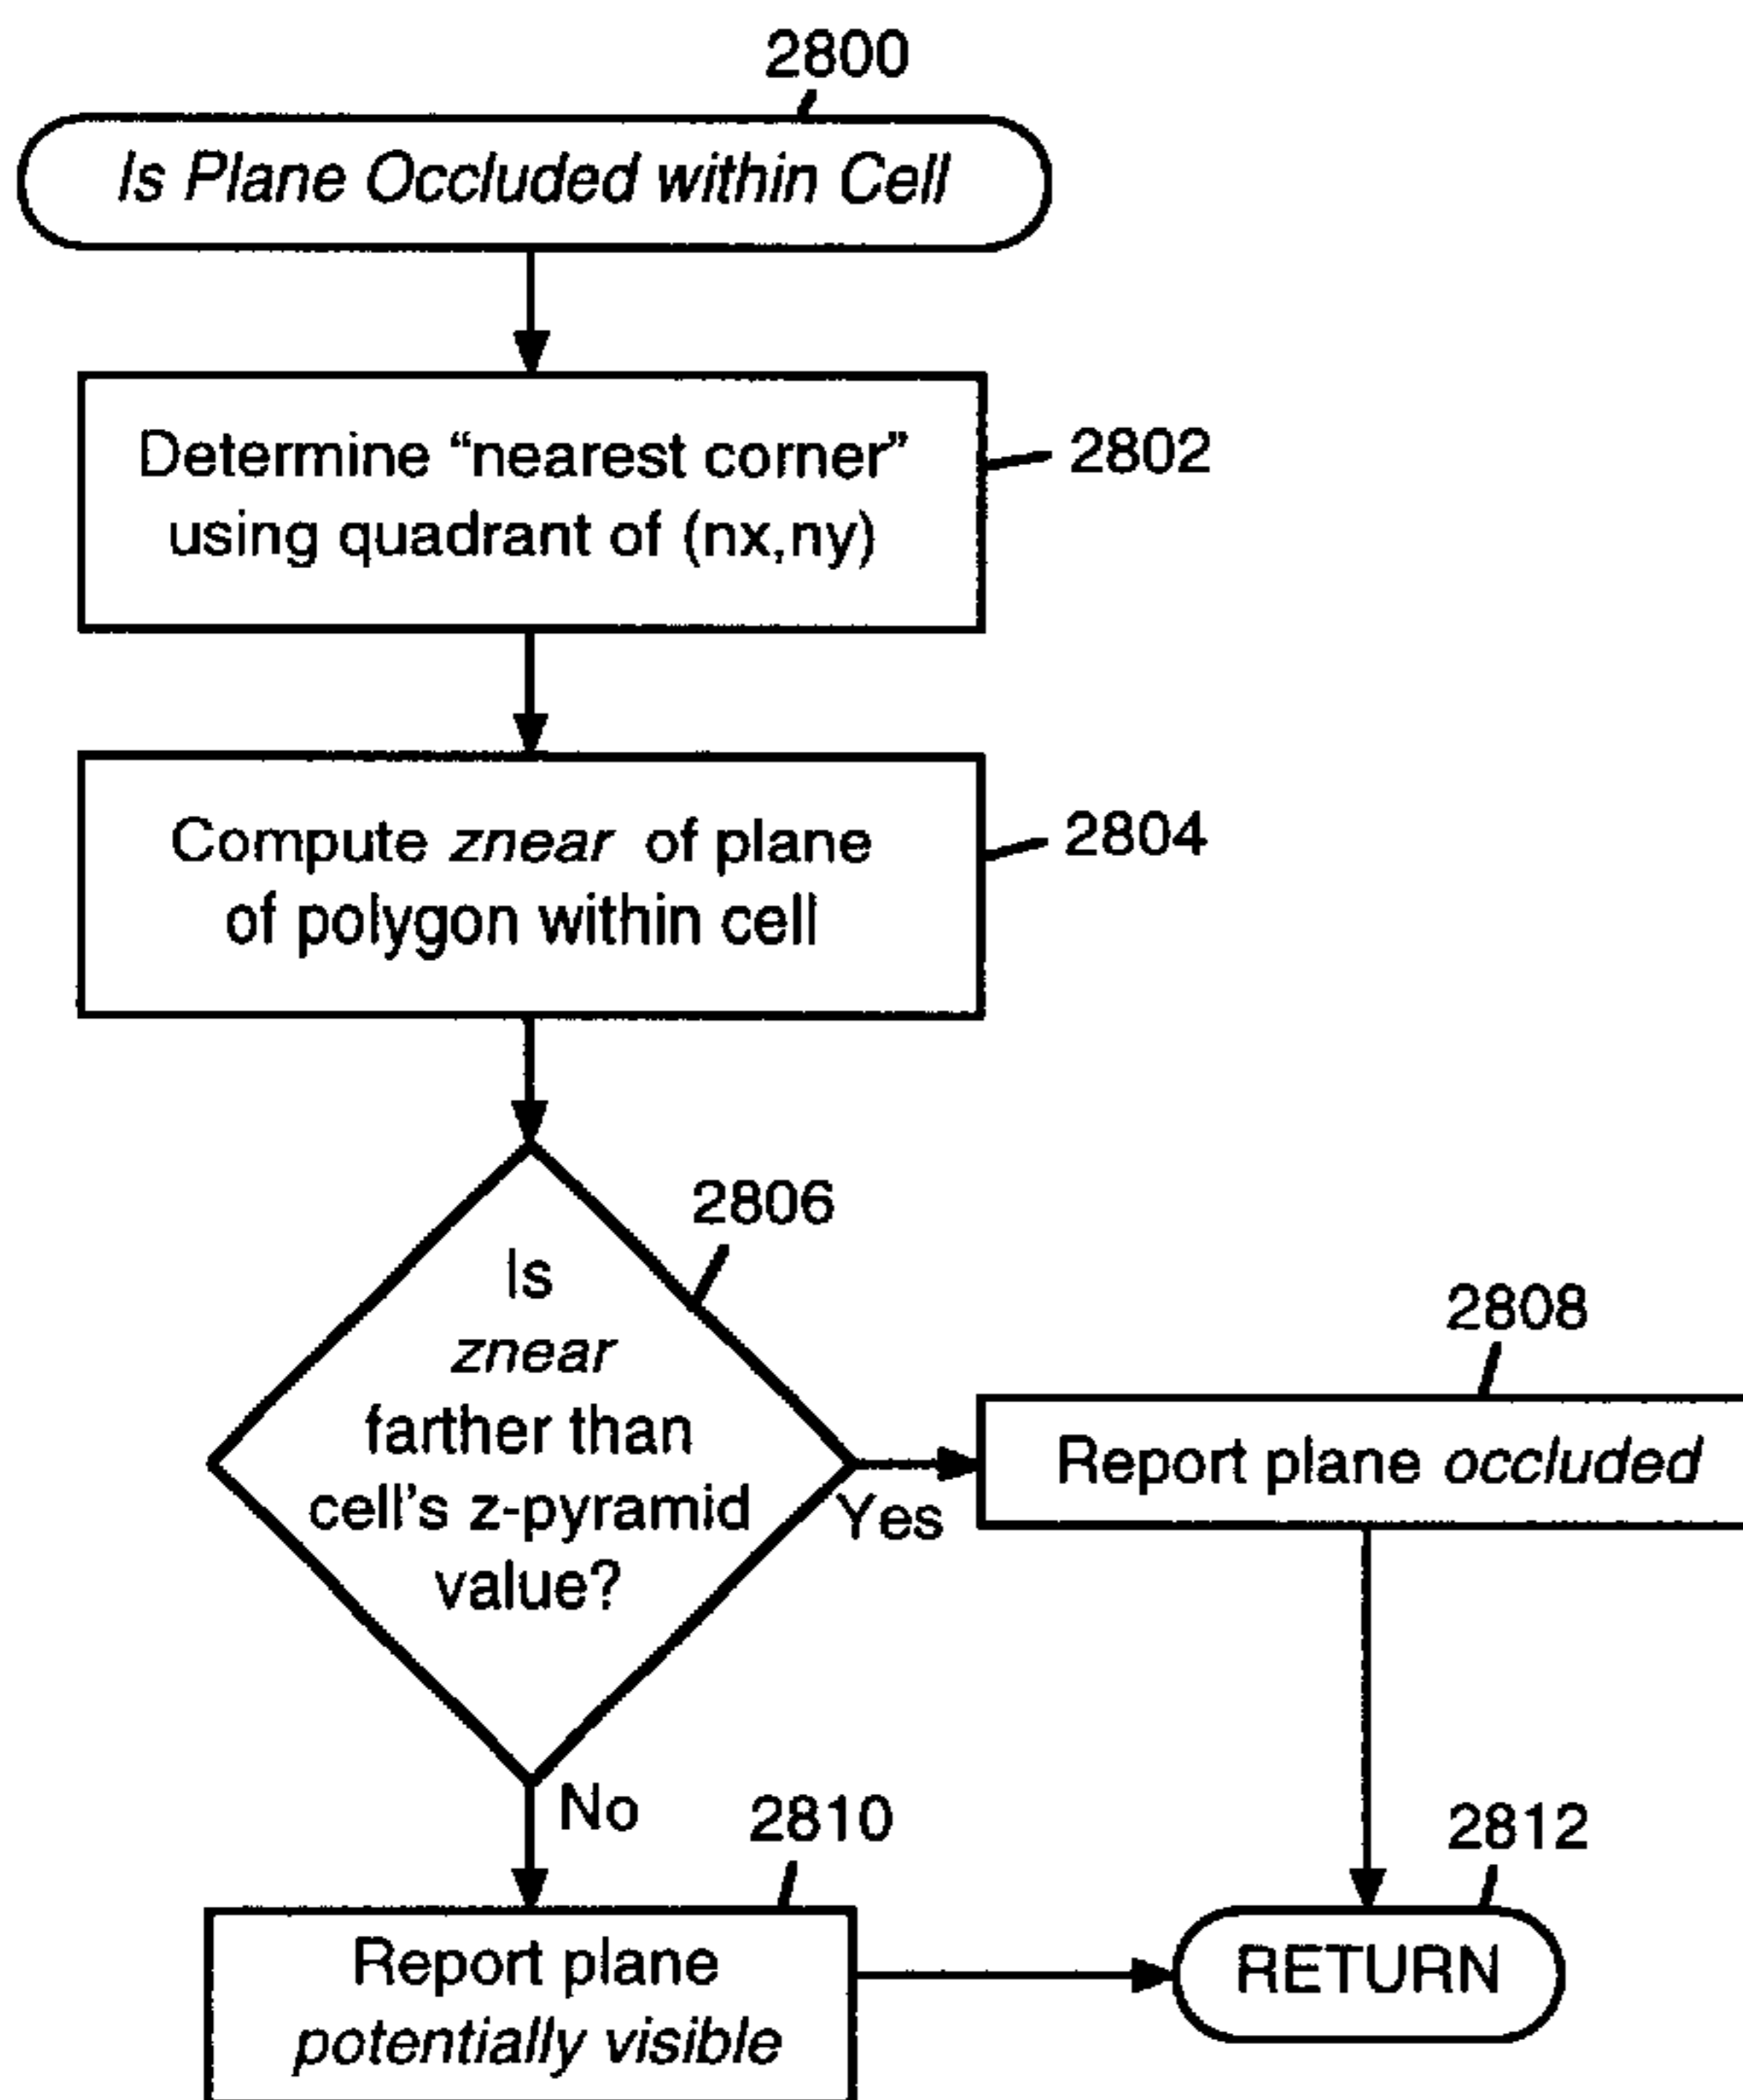 2800
Is Plane Occluded within Cell
Determine “nearest corner”
using quadrant of (nx,ny)
2802
Compute znear of plane
of polygon within cell
2804
2806
Is
znear
farther than
cell's z-pyramid
value?
Yes
2808
Report plane occluded
No
2810
Report plane
potentially visible
2812
RETURN